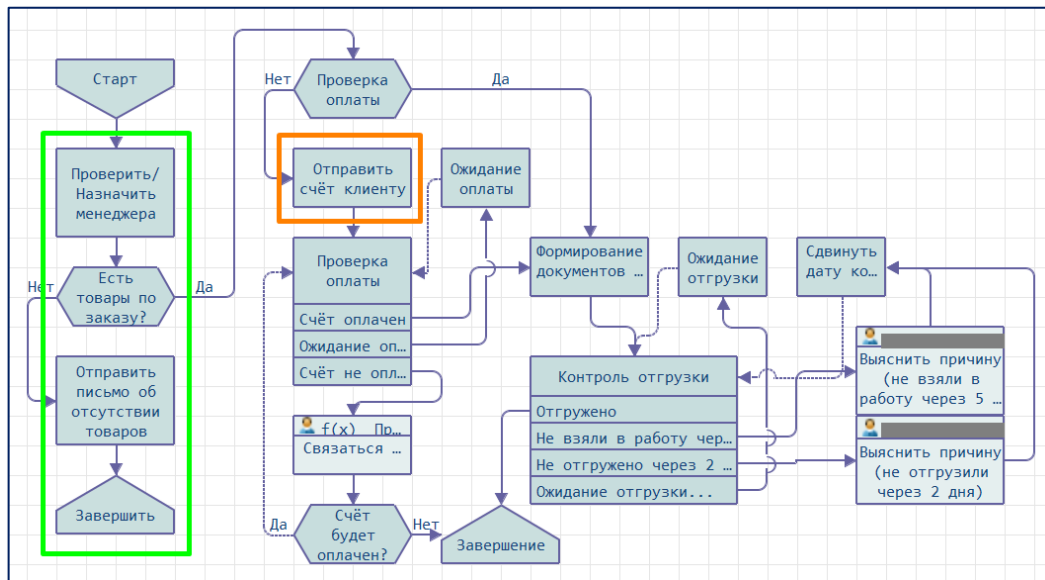 Старт
Проверить/
Назначить
менеджера
Есть
товары по
заказу?
Нет
Да
Отправить
письмо об
отсутствии
товаров
Завершить
Проверка
оплаты
Нет
Да
Отправить
счёт клиенту
Ожидание
оплаты
Проверка
оплаты
Счёт оплачен
Ожидание оп…
Счёт не опл…
f(x) Пр…
Связаться …
Счёт
будет
оплачен?
Да
Нет
Завершение
Формирование
документов …
Ожидание
отгрузки
Сдвинуть
дату ко…
Контроль отгрузки
Отгружено
Не взяли в работу чер…
Не отгружено через 2 …
Ожидание отгрузки...
Выяснить причину
(не взяли в
работу через 5 …
Выяснить причину
(не отгрузили
через 2 дня)